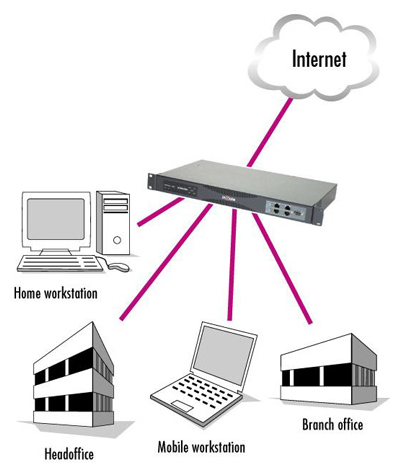 Internet
Home workstation
Branch office
Mobile workstation
Headoffice